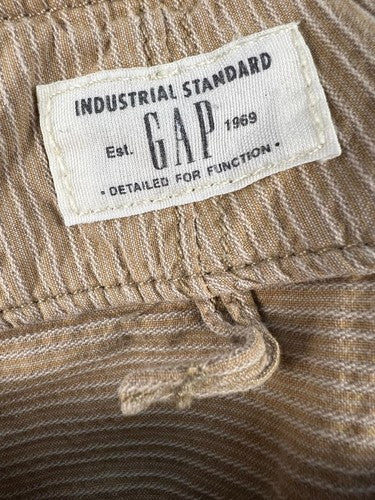 INDUSTRIAL STANDARD
Est. GAP 1969
• DETAILED FOR FUNCTION •